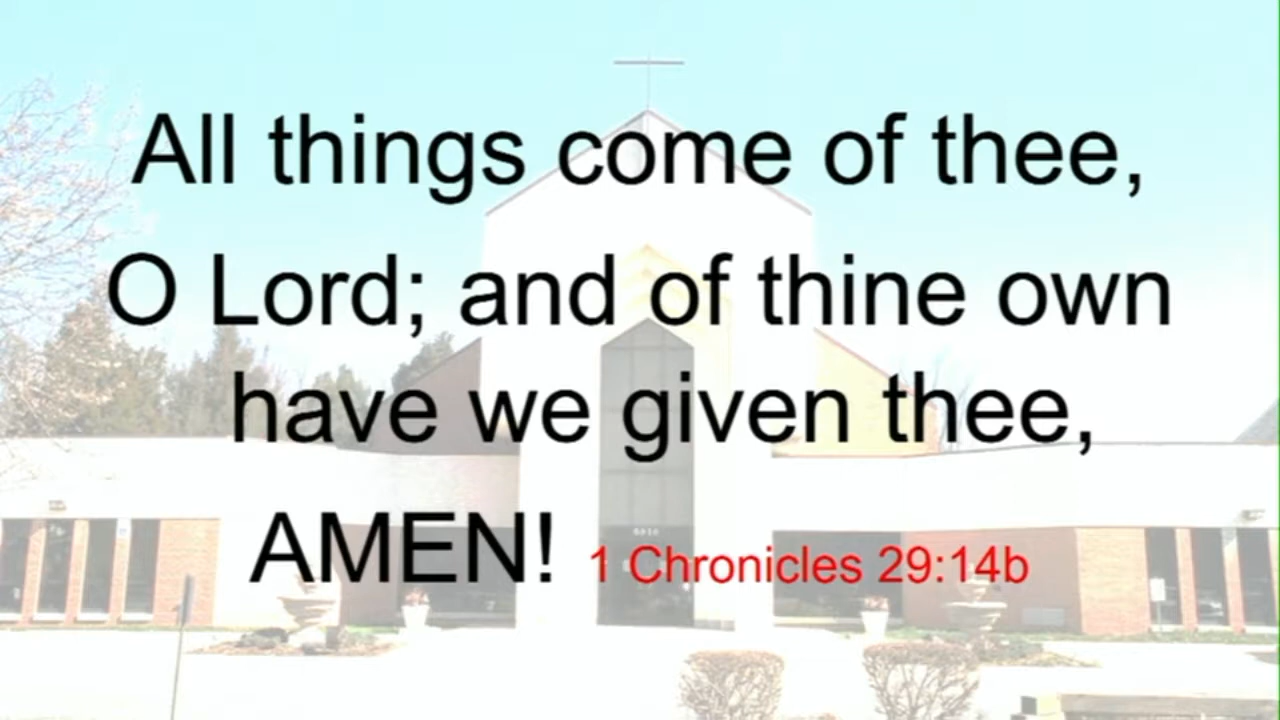 All things come of thee,
O Lord; and of thine own
have we given thee,
AMEN! 1 Chronicles 29:14b